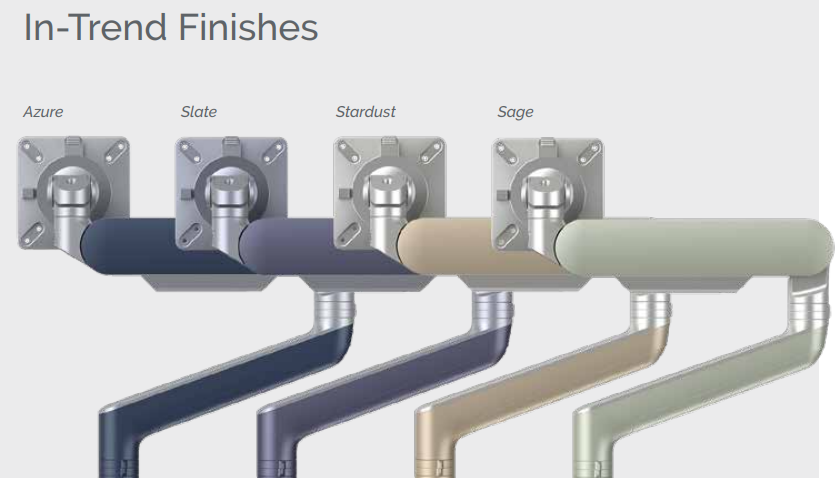 In-Trend Finishes
Azure
Slate
Stardust
Sage